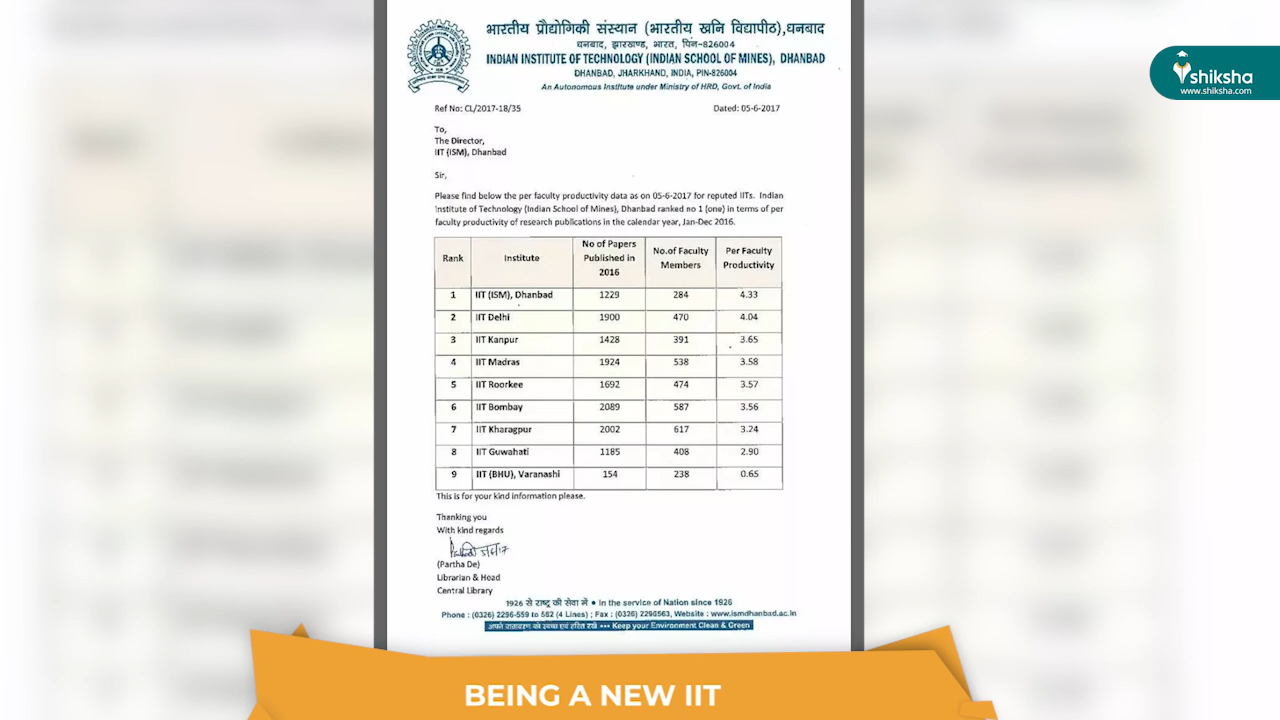 भारतीय प्रौद्योगिकी संस्थान (भारतीय खनि विद्यापीठ),धनबाद
धनबाद, झारखण्ड, भारत, पिन-826004
INDIAN INSTITUTE OF TECHNOLOGY (INDIAN SCHOOL OF MINES), DHANBAD
DHANBAD, JHARKHAND, INDIA, PIN-826004
An Autonomous Institute under Ministry of HRD, Govt. of India
shiksha
www.shiksha.com
Ref No: CL/2017-18/35 Dated: 05-6-2017
To,
The Director,
IIT (ISM), Dhanbad
Sir,
Please find below the per faculty productivity data as on 05-6-2017 for reputed IITs. Indian
Institute of Technology (Indian School of Mines), Dhanbad ranked no 1 (one) in terms of per
faculty productivity of research publications in the calendar year, Jan-Dec 2016.
Rank Institute No of Papers Published in 2016 No.of Faculty Members Per Faculty Productivity
1 IIT (ISM), Dhanbad 1229 284 4.33
2 IIT Delhi 1900 470 4.04
3 IIT Kanpur 1428 391 3.65
4 IIT Madras 1924 538 3.58
5 IIT Roorkee 1692 474 3.57
6 IIT Bombay 2089 587 3.56
7 IIT Kharagpur 2002 617 3.24
8 IIT Guwahati 1185 408 2.90
9 IIT (BHU), Varanashi 154 238 0.65
This is for your kind information please.
Thanking you
With kind regards
(Partha De)
Librarian & Head
Central Library
1926 से राष्ट्र की सेवा में • In the service of Nation since 1926
Phone : (0326) 2296-559 to 562 (4 Lines) ; Fax : (0326) 2296563, Website : www.ismdhanbad.ac.in
अपने वातावरण को स्वच्छ एवं हरित रखें ••• Keep your Environment Clean & Green
BEING A NEW IIT